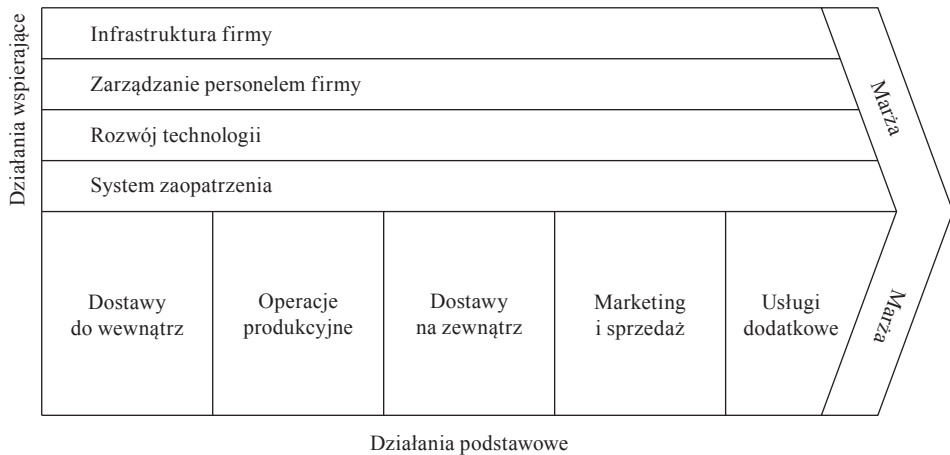 Działania wspierające
Infrastruktura firmy
Zarządzanie personelem firmy
Rozwój technologii
System zaopatrzenia
Marża
Dostawy
do wewnątrz
Operacje
produkcyjne
Dostawy
na zewnątrz
Marketing
i sprzedaż
Usługi
dodatkowe
Marża
Działania podstawowe